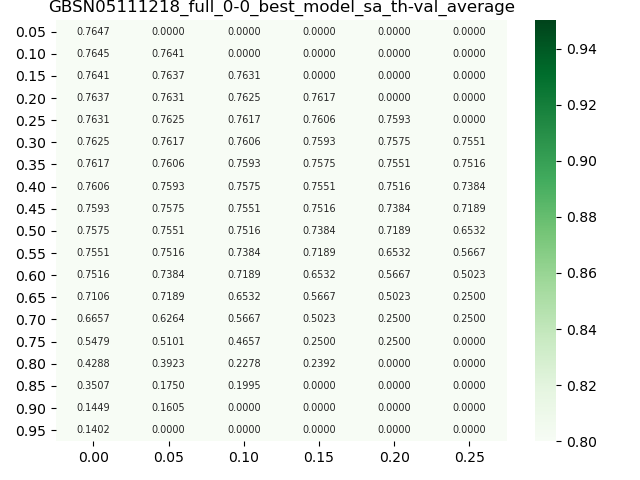 GBSN05111218_full_0-0_best_model_sa_th-val_average
0.05 0.7647 0.0000 0.0000 0.0000 0.0000 0.0000
0.10 0.7645 0.7641 0.0000 0.0000 0.0000 0.0000
0.15 0.7641 0.7637 0.7631 0.0000 0.0000 0.0000
0.20 0.7637 0.7631 0.7625 0.7617 0.0000 0.0000
0.25 0.7631 0.7625 0.7617 0.7606 0.7593 0.0000
0.30 0.7625 0.7617 0.7606 0.7593 0.7575 0.7551
0.35 0.7617 0.7606 0.7593 0.7575 0.7551 0.7516
0.40 0.7606 0.7593 0.7575 0.7551 0.7516 0.7384
0.45 0.7593 0.7575 0.7551 0.7516 0.7384 0.7189
0.50 0.7575 0.7551 0.7516 0.7384 0.7189 0.6532
0.55 0.7551 0.7516 0.7384 0.7189 0.6532 0.5667
0.60 0.7516 0.7384 0.7189 0.6532 0.5667 0.5023
0.65 0.7106 0.7189 0.6532 0.5667 0.5023 0.2500
0.70 0.6657 0.6264 0.5667 0.5023 0.2500 0.2500
0.75 0.5479 0.5101 0.4657 0.2500 0.2500 0.0000
0.80 0.4288 0.3923 0.2278 0.2392 0.0000 0.0000
0.85 0.3507 0.1750 0.1995 0.0000 0.0000 0.0000
0.90 0.1449 0.1605 0.0000 0.0000 0.0000 0.0000
0.95 0.1402 0.0000 0.0000 0.0000 0.0000 0.0000
0.00 0.05 0.10 0.15 0.20 0.25
0.94
0.92
0.90
0.88
0.86
0.84
0.82
0.80